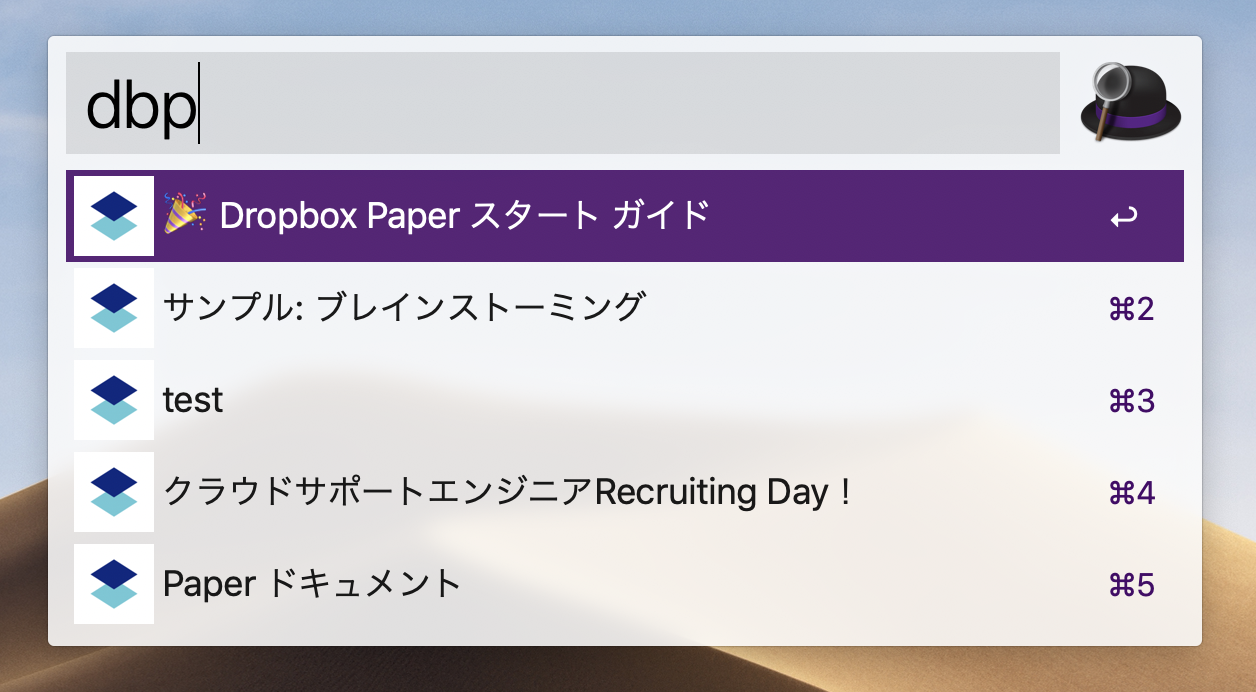 dbp
🎉 Dropbox Paper スタート ガイド ↩
サンプル: ブレインストーミング ⌘2
test ⌘3
クラウドサポートエンジニアRecruiting Day！ ⌘4
Paper ドキュメント ⌘5